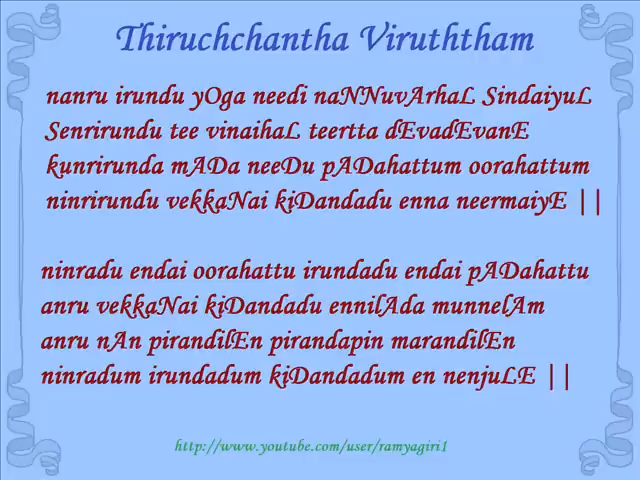 Thiruchchantha Viruththam
nanru irundu yOga needi naNNuvArhaL SindaiyuL
Senrirundu tee vinaihaL teertta dEvadEvanE
kunrirunda mADa neeDu pADahattum oorahattum
ninrirundu vekkaNai kiDandadu enna neermaiyE ||
ninradu endai oorahattu irundadu endai pADahattu
anru vekkaNai kiDandadu ennilAda munnelAm
anru nAn pirandilEn pirandapin marandilEn
ninradum irundadum kiDandadum en nenjuLE ||
http://www.youtube.com/user/ramyagiri1